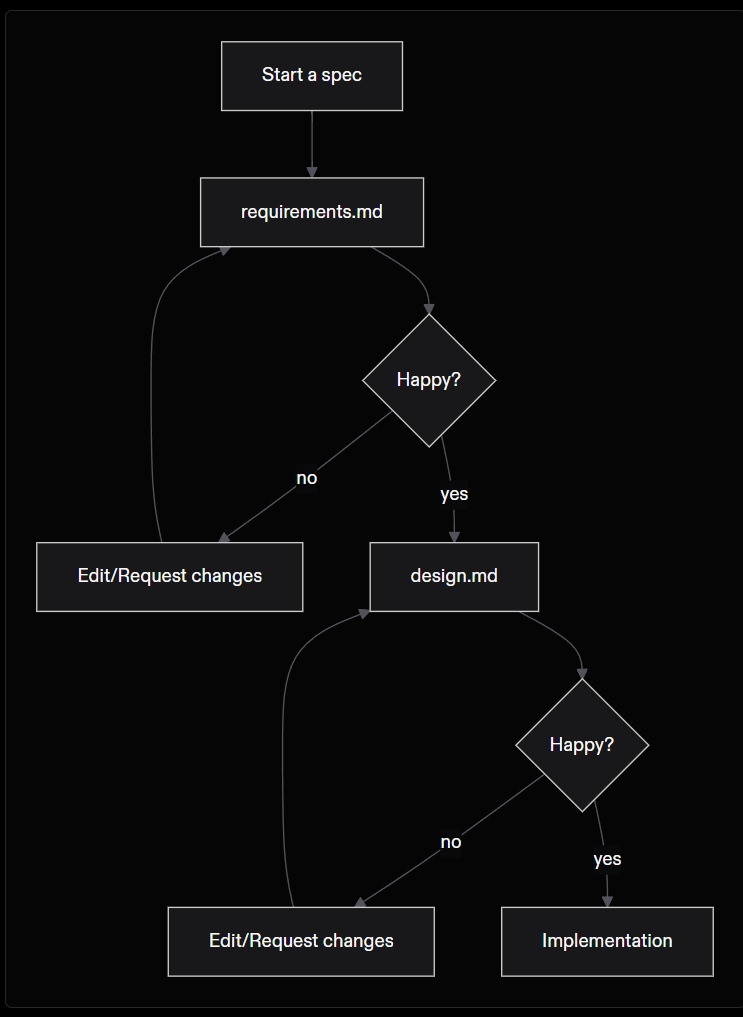 Start a spec
requirements.md
Happy?
no
yes
Edit/Request changes
design.md
Happy?
no
yes
Edit/Request changes
Implementation